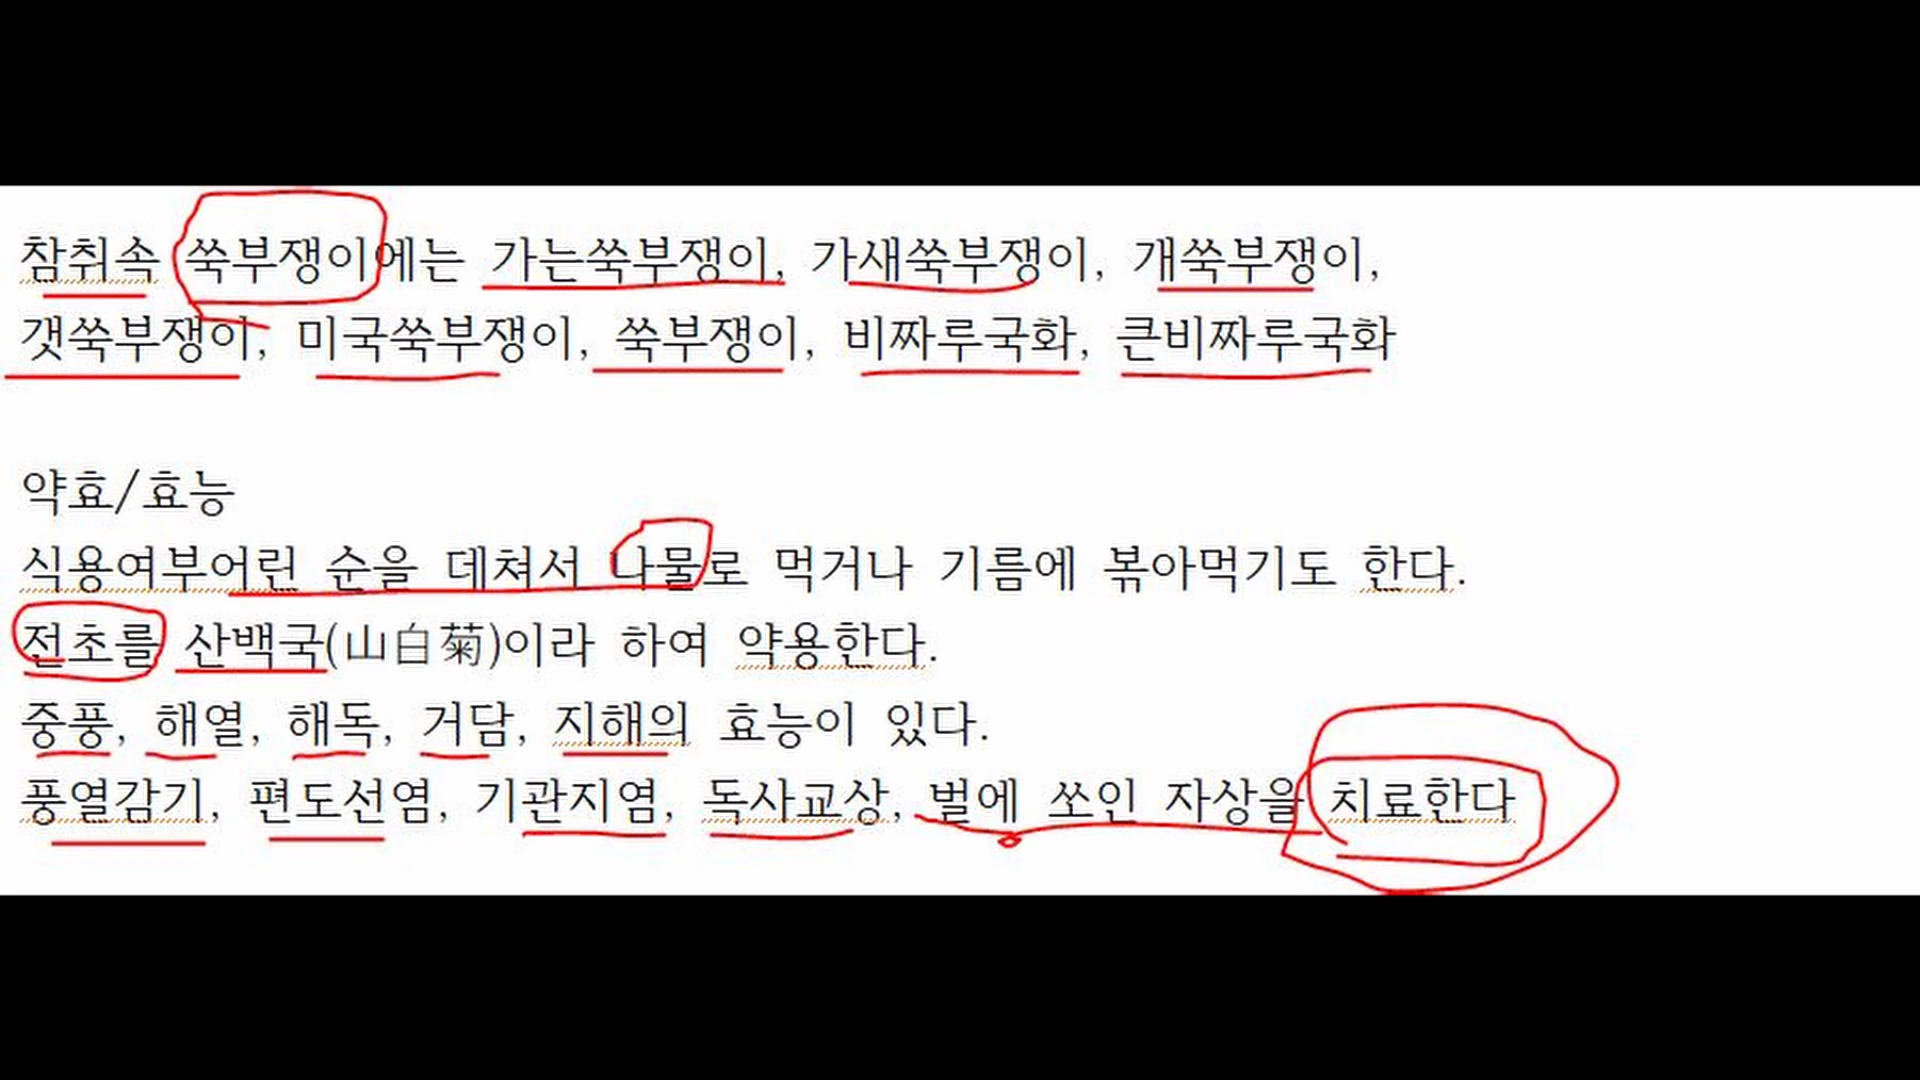 참취속 쑥부쟁이에는 가는쑥부쟁이, 가새쑥부쟁이, 개쑥부쟁이,
갯쑥부쟁이, 미국쑥부쟁이, 쑥부쟁이, 비짜루국화, 큰비짜루국화
약효/효능
식용여부어린 순을 데쳐서 나물로 먹거나 기름에 볶아먹기도 한다.
전초를 산백국(山白菊)이라 하여 약용한다.
중풍, 해열, 해독, 거담, 지해의 효능이 있다.
풍열감기, 편도선염, 기관지염, 독사교상, 벌에 쏘인 자상을 치료한다